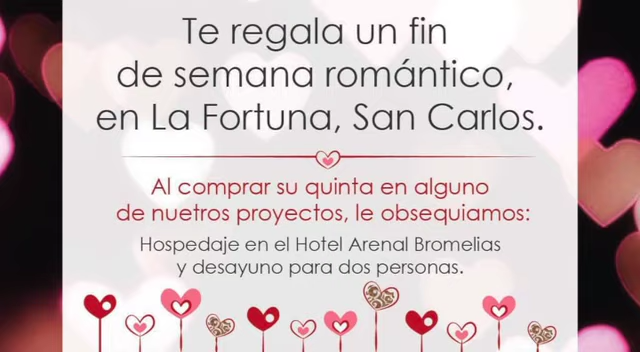 Te regala un fin
de semana romántico,
en La Fortuna, San Carlos.
Al comprar su quinta en alguno
de nuetros proyectos, le obsequiamos:
Hospedaje en el Hotel Arenal Bromelias
y desayuno para dos personas.